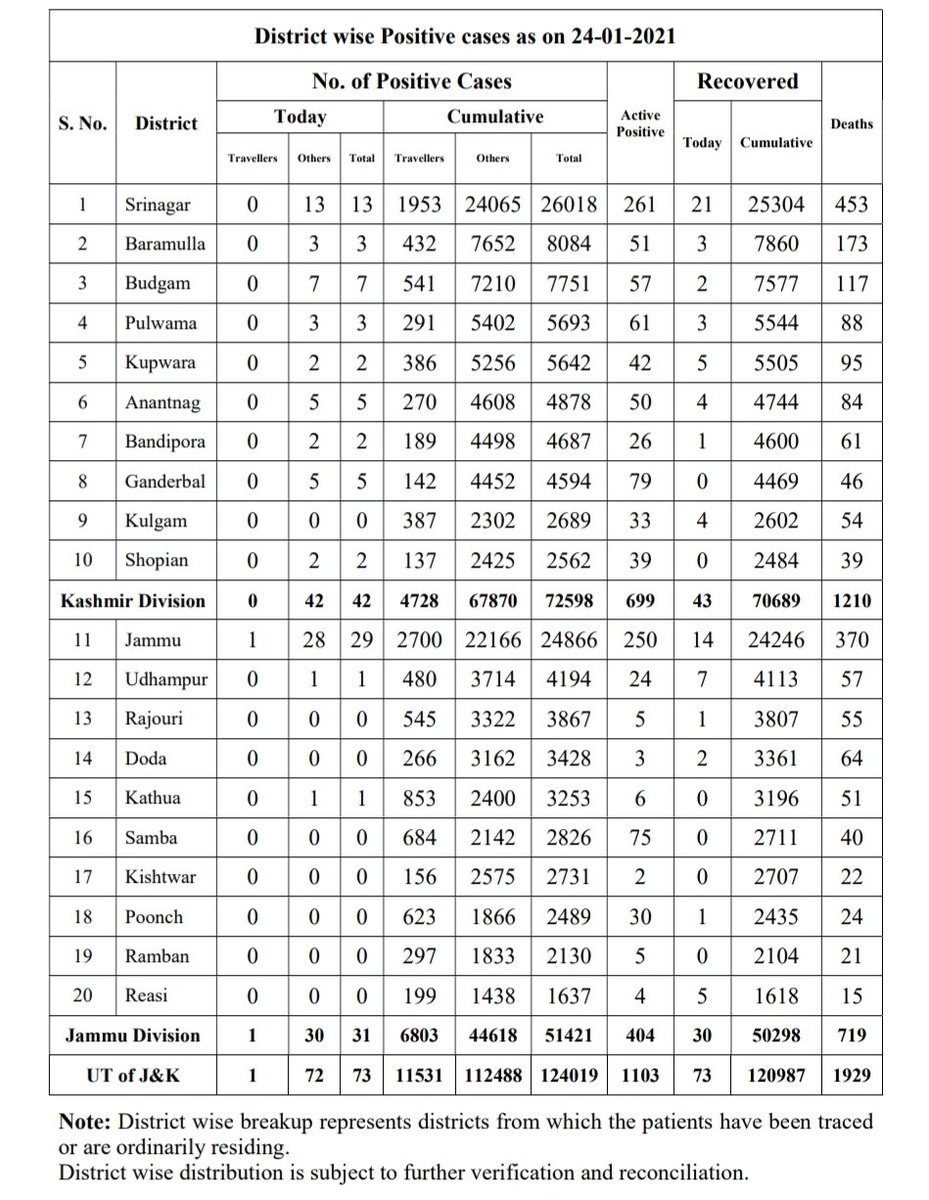 District wise Positive cases as on 24-01-2021
No. of Positive Cases Recovered
S. No. District Today Cumulative Active Positive Today Cumulative Deaths
Travellers Others Total Travellers Others Total
1 Srinagar 0 13 13 1953 24065 26018 261 21 25304 453
2 Baramulla 0 3 3 432 7652 8084 51 3 7860 173
3 Budgam 0 7 7 541 7210 7751 57 2 7577 117
4 Pulwama 0 3 3 291 5402 5693 61 3 5544 88
5 Kupwara 0 2 2 386 5256 5642 42 5 5505 95
6 Anantnag 0 5 5 270 4608 4878 50 4 4744 84
7 Bandipora 0 2 2 189 4498 4687 26 1 4600 61
8 Ganderbal 0 5 5 142 4452 4594 79 0 4469 46
9 Kulgam 0 0 0 387 2302 2689 33 4 2602 54
10 Shopian 0 2 2 137 2425 2562 39 0 2484 39
Kashmir Division 0 42 42 4728 67870 72598 699 43 70689 1210
11 Jammu 1 28 29 2700 22166 24866 250 14 24246 370
12 Udhampur 0 1 1 480 3714 4194 24 7 4113 57
13 Rajouri 0 0 0 545 3322 3867 5 1 3807 55
14 Doda 0 0 0 266 3162 3428 3 2 3361 64
15 Kathua 0 1 1 853 2400 3253 6 0 3196 51
16 Samba 0 0 0 684 2142 2826 75 0 2711 40
17 Kishtwar 0 0 0 156 2575 2731 2 0 2707 22
18 Poonch 0 0 0 623 1866 2489 30 1 2435 24
19 Ramban 0 0 0 297 1833 2130 5 0 2104 21
20 Reasi 0 0 0 199 1438 1637 4 5 1618 15
Jammu Division 1 30 31 6803 44618 51421 404 30 50298 719
UT of J&K 1 72 73 11531 112488 124019 1103 73 120987 1929
Note: District wise breakup represents districts from which the patients have been traced
or are ordinarily residing.
District wise distribution is subject to further verification and reconciliation.